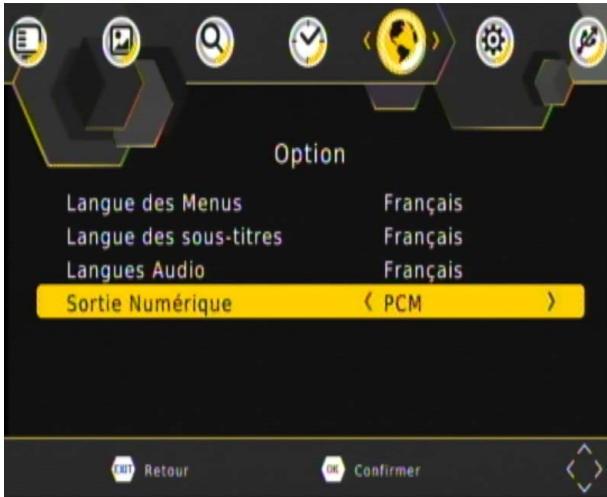 Option
Langue des Menus Français
Langue des sous-titres Français
Langues Audio Français
Sortie Numérique PCM
EXIT Retour OK Confirmer